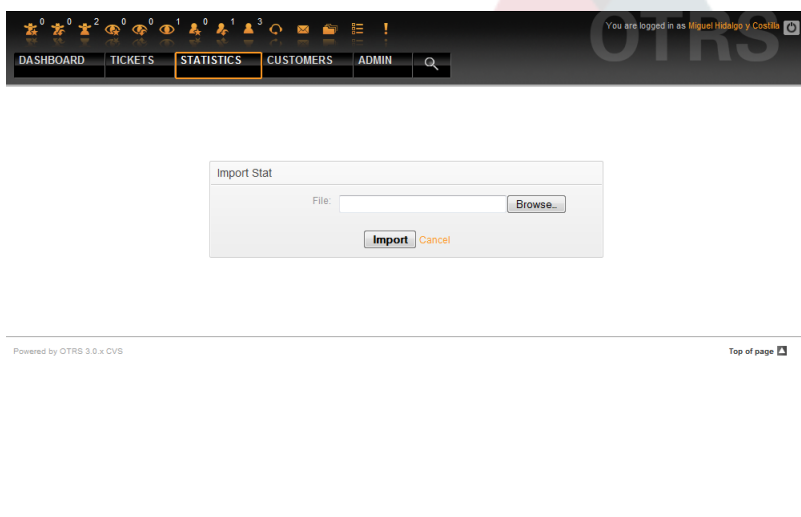 0 0 2 0 0 1 0 1 3
You are logged in as Miguel Hidalgo y Costilla
OTRS
DASHBOARD TICKETS STATISTICS CUSTOMERS ADMIN
Import Stat
File: Browse...
Import Cancel
Powered by OTRS 3.0.x CVS Top of page